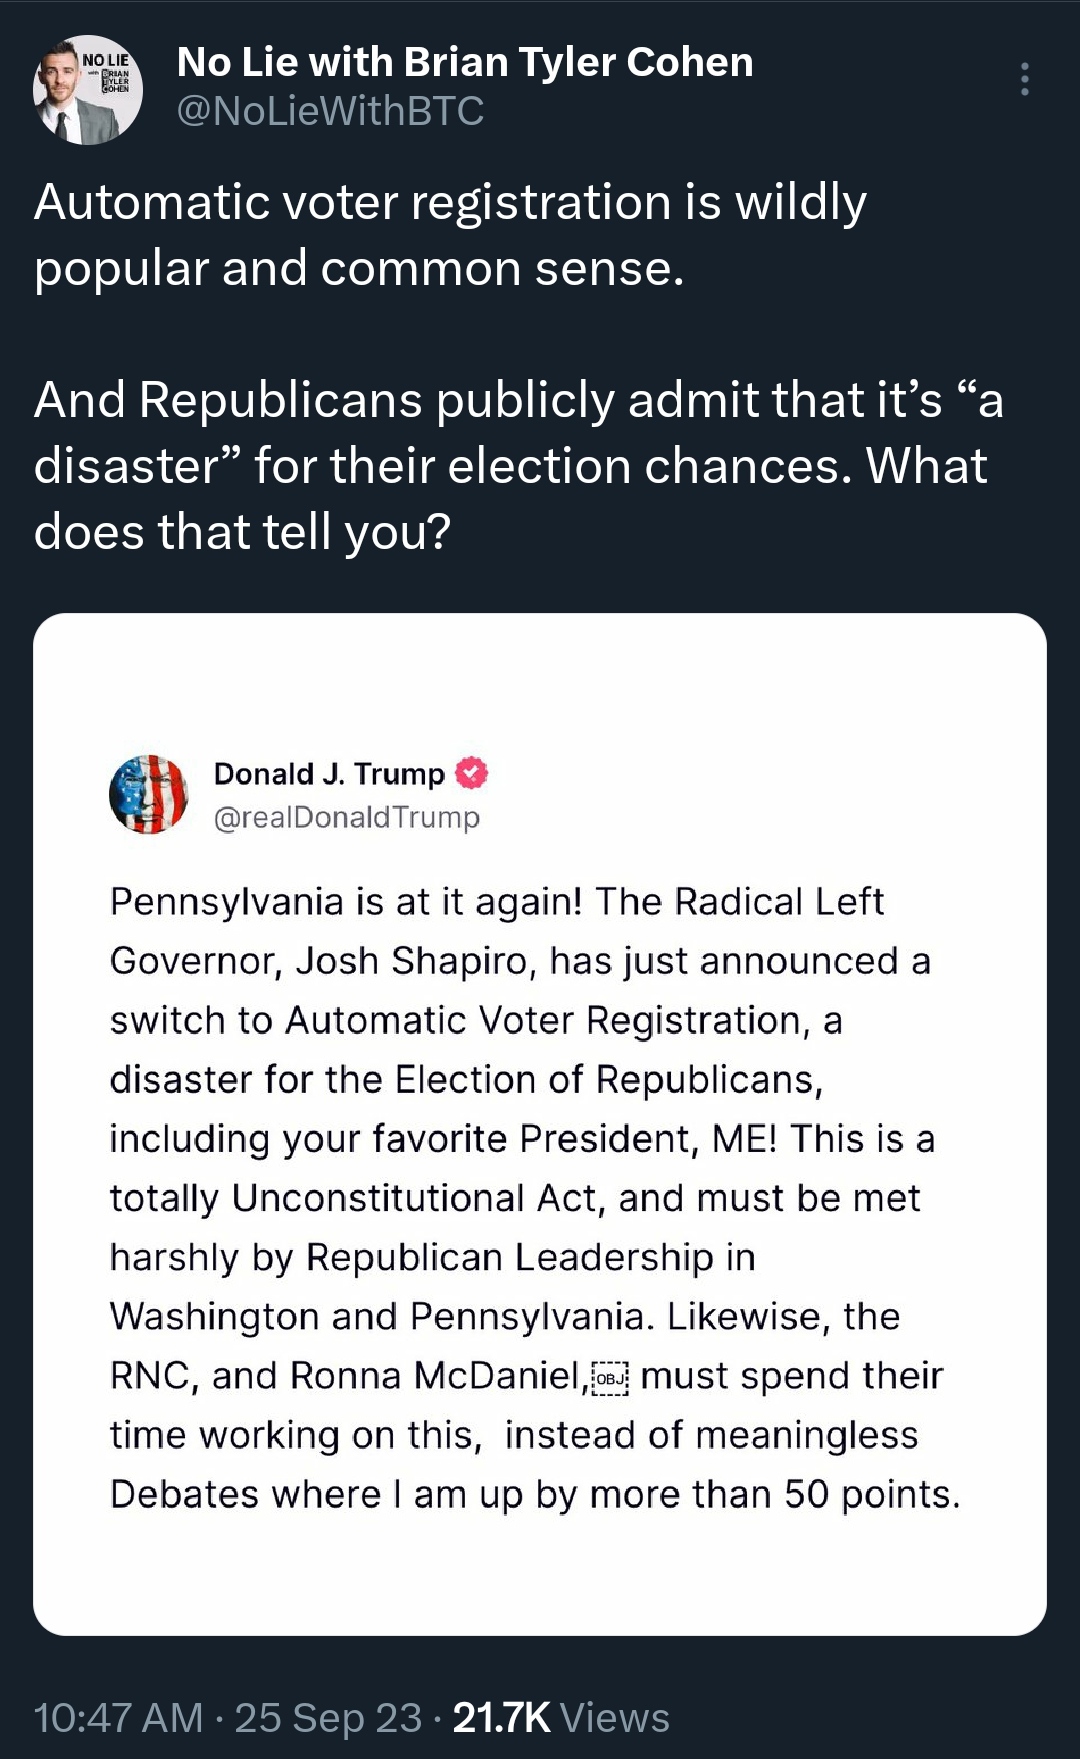 NO LIE
with BRIAN
TYLER
COHEN
No Lie with Brian Tyler Cohen
@NoLieWithBTC
Automatic voter registration is wildly
popular and common sense.
And Republicans publicly admit that it’s “a
disaster” for their election chances. What
does that tell you?
Donald J. Trump
@realDonaldTrump
Pennsylvania is at it again! The Radical Left
Governor, Josh Shapiro, has just announced a
switch to Automatic Voter Registration, a
disaster for the Election of Republicans,
including your favorite President, ME! This is a
totally Unconstitutional Act, and must be met
harshly by Republican Leadership in
Washington and Pennsylvania. Likewise, the
RNC, and Ronna McDaniel,OBJ must spend their
time working on this,  instead of meaningless
Debates where I am up by more than 50 points.
10:47 AM · 25 Sep 23 · 21.7K Views